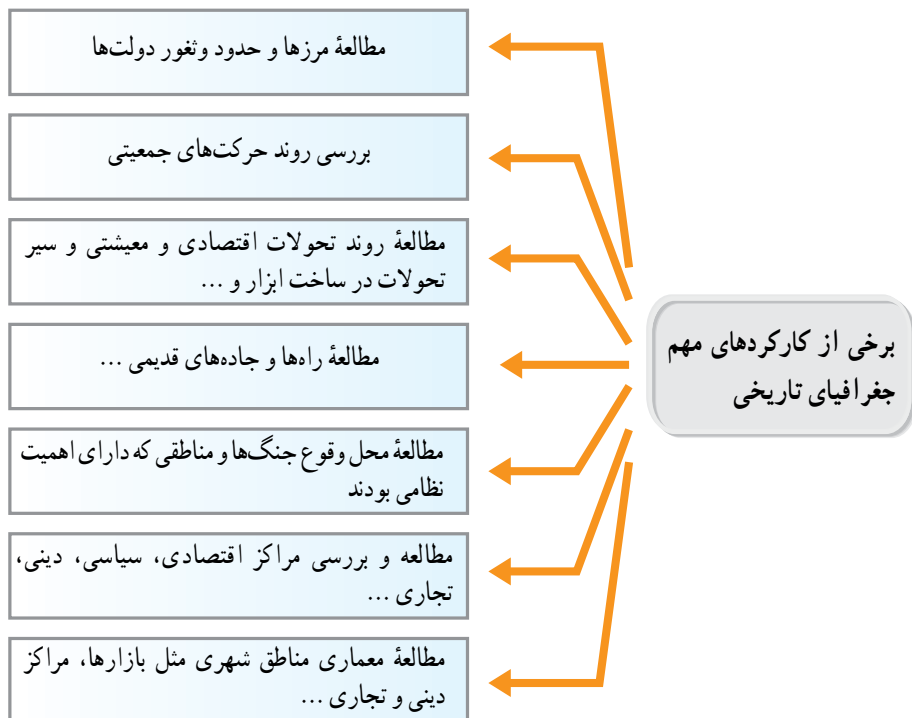 برخی از کارکردهای مهم
جغرافیای تاریخی
مطالعهٔ مرزها و حدود وثغور دولت‌ها
بررسی روند حرکت‌های جمعیتی
مطالعهٔ روند تحولات اقتصادی و معیشتی و سیر
تحولات در ساخت ابزار و ...
مطالعهٔ راه‌ها و جاده‌های قدیمی ...
مطالعهٔ محل وقوع جنگ‌ها و مناطقی که دارای اهمیت
نظامی بودند
مطالعه و بررسی مراکز اقتصادی، سیاسی، دینی،
تجاری ...
مطالعهٔ معماری مناطق شهری مثل بازارها، مراکز
دینی و تجاری ...